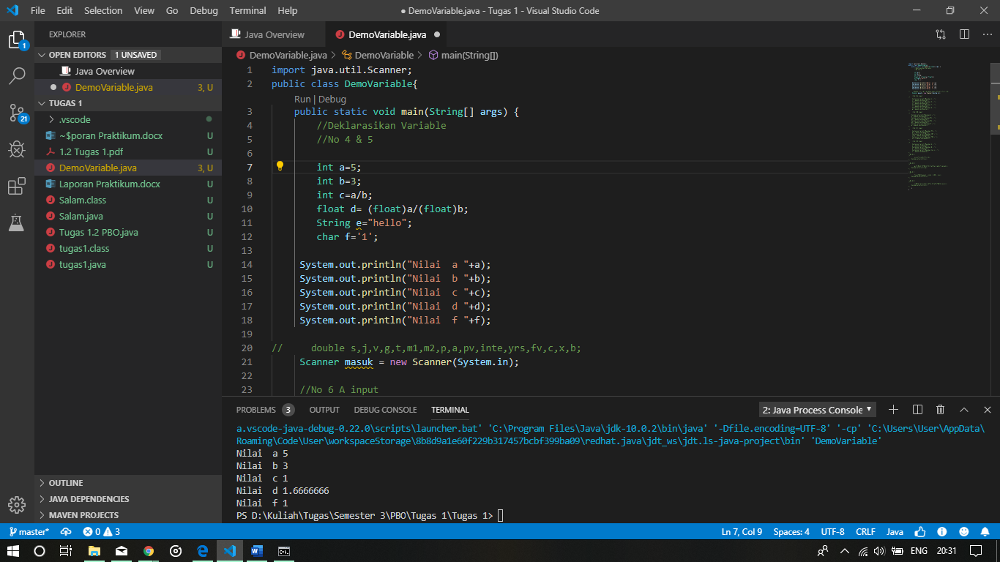 File Edit Selection View Go Debug Terminal Help
● DemoVariable.java - Tugas 1 - Visual Studio Code
EXPLORER
OPEN EDITORS 1 UNSAVED
Java Overview
DemoVariable.java 3, U
TUGAS 1
.vscode
~$poran Praktikum.docx U
1.2 Tugas 1.pdf U
DemoVariable.java 3, U
Laporan Praktikum.docx U
Salam.class U
Salam.java U
Tugas 1.2 PBO.java U
tugas1.class U
tugas1.java U
OUTLINE
JAVA DEPENDENCIES
MAVEN PROJECTS
1
21
Java Overview DemoVariable.java
DemoVariable.java > DemoVariable > main(String[])
1 import java.util.Scanner;
2 public class DemoVariable{
Run | Debug
3 public static void main(String[] args) {
4 //Deklarasikan Variable
5 //No 4 & 5
6
7 int a=5;
8 int b=3;
9 int c=a/b;
10 float d= (float)a/(float)b;
11 String e="hello";
12 char f='1';
13
14 System.out.println("Nilai  a "+a);
15 System.out.println("Nilai  b "+b);
16 System.out.println("Nilai  c "+c);
17 System.out.println("Nilai  d "+d);
18 System.out.println("Nilai  f "+f);
19
20 //     double s,j,v,g,t,m1,m2,p,a,pv,inte,yrs,fv,c,x,b;
21 Scanner masuk = new Scanner(System.in);
22
23 //No 6 A input
PROBLEMS 3 OUTPUT DEBUG CONSOLE TERMINAL
2: Java Process Console
a.vscode-java-debug-0.22.0\scripts\launcher.bat' 'C:\Program Files\Java\jdk-10.0.2\bin\java' '-Dfile.encoding=UTF-8' '-cp' 'C:\Users\User\AppData\
Roaming\Code\User\workspaceStorage\8b8d9a1e60f229b317457bcbf399ba09\redhat.java\jdt_ws\jdt.ls-java-project\bin' 'DemoVariable'
Nilai  a 5
Nilai  b 3
Nilai  c 1
Nilai  d 1.6666666
Nilai  f 1
PS D:\Kuliah\Tugas\Semester 3\PBO\Tugas 1\Tugas 1>
master* 0 3
Ln 7, Col 9 Spaces: 4 UTF-8 CRLF Java
ENG 20:31